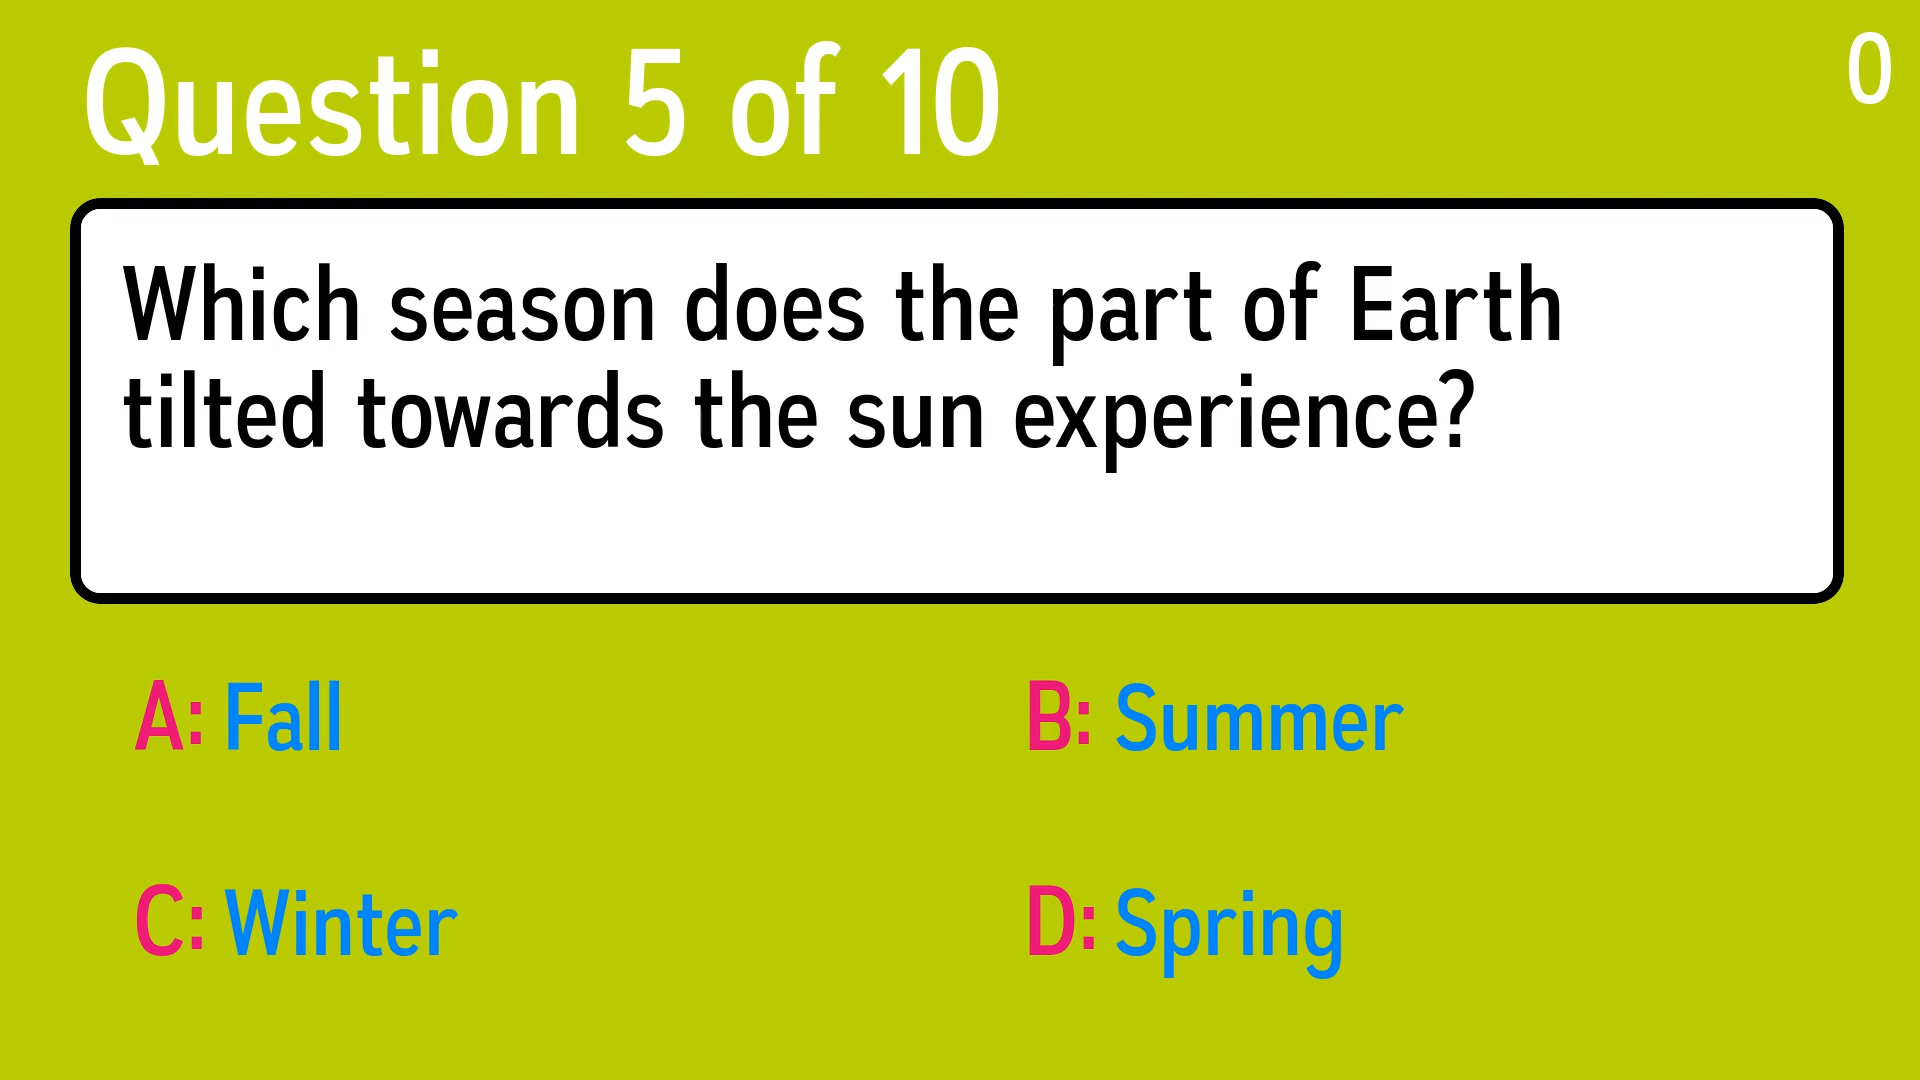 Question 5 of 10
0
Which season does the part of Earth
tilted towards the sun experience?
A: Fall
B: Summer
C: Winter
D: Spring